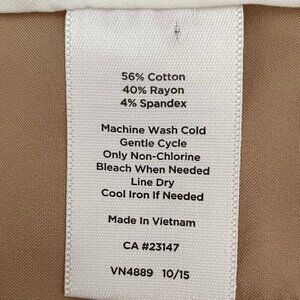 56% Cotton
40% Rayon
4% Spandex
Machine Wash Cold
Gentle Cycle
Only Non-Chlorine
Bleach When Needed
Line Dry
Cool Iron If Needed
Made In Vietnam
CA #23147
VN4889 10/15